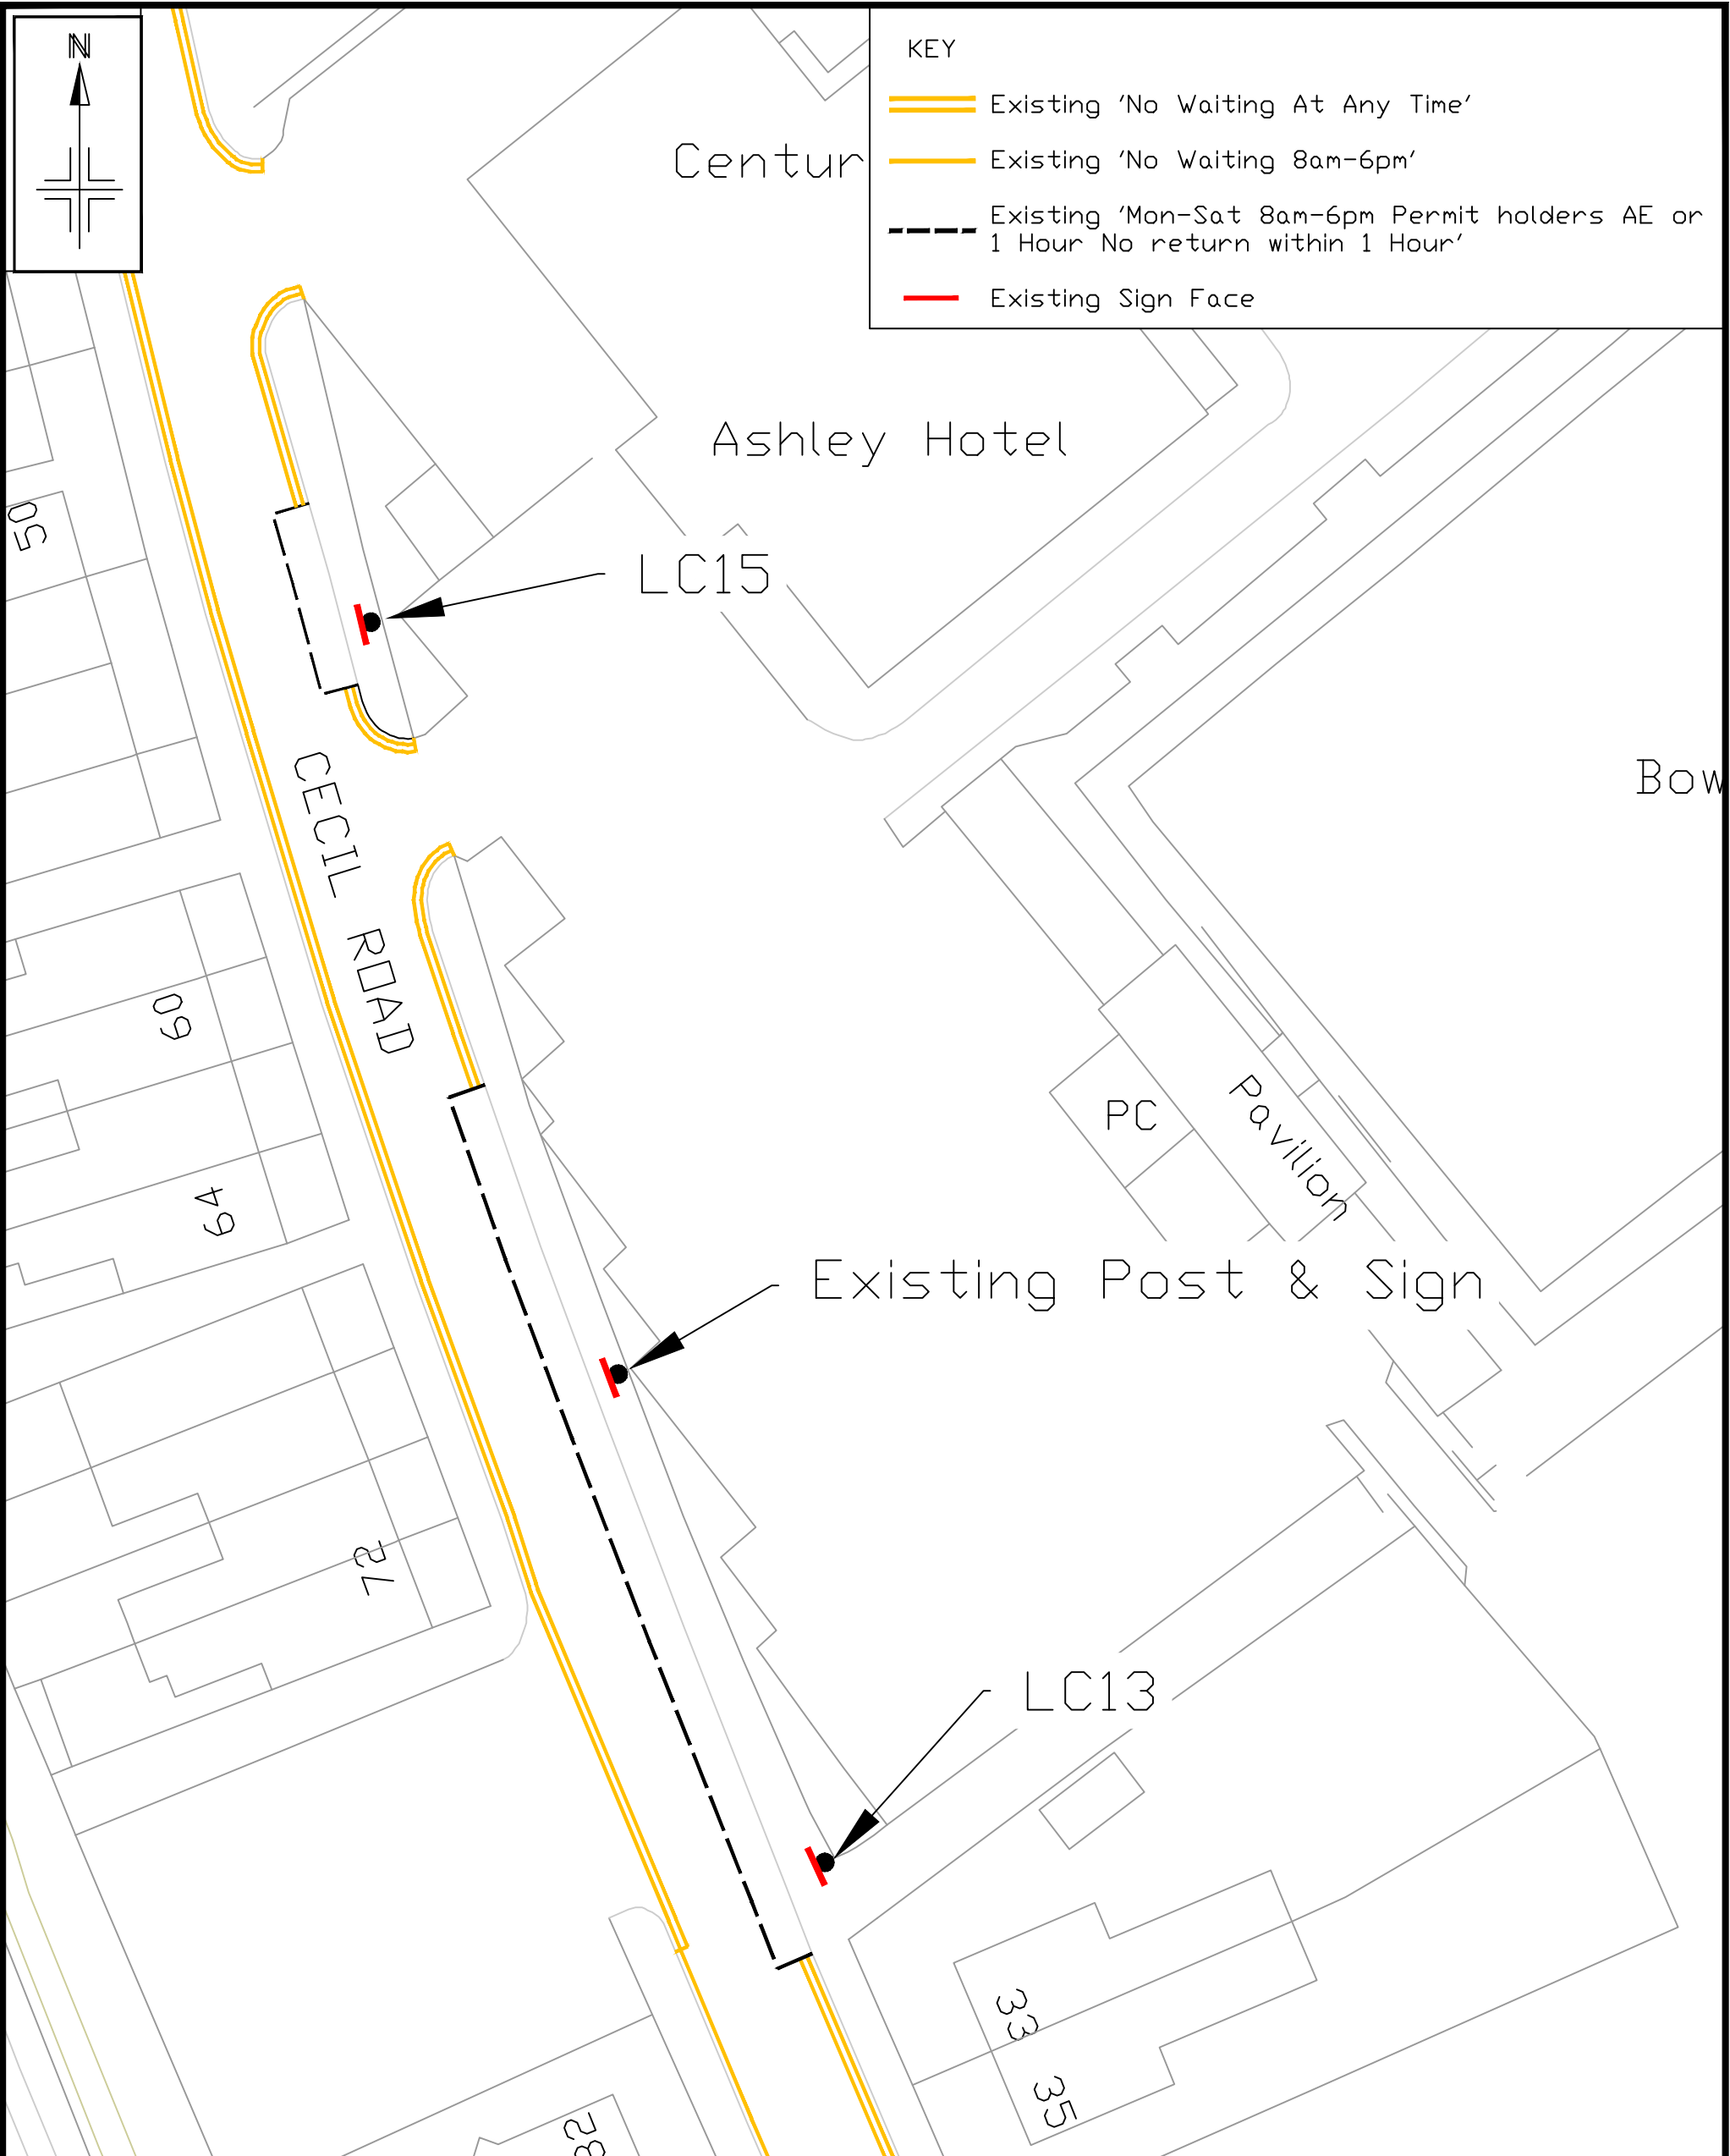 N
KEY
Existing 'No Waiting At Any Time'
Existing 'No Waiting 8am-6pm'
Existing 'Mon-Sat 8am-6pm Permit holders AE or
1 Hour No return within 1 Hour'
Existing Sign Face
Centur
Ashley Hotel
50
LC15
CECIL ROAD
Bow
60
PC
Pavilion
64
Existing Post & Sign
72
LC13
33
35
28